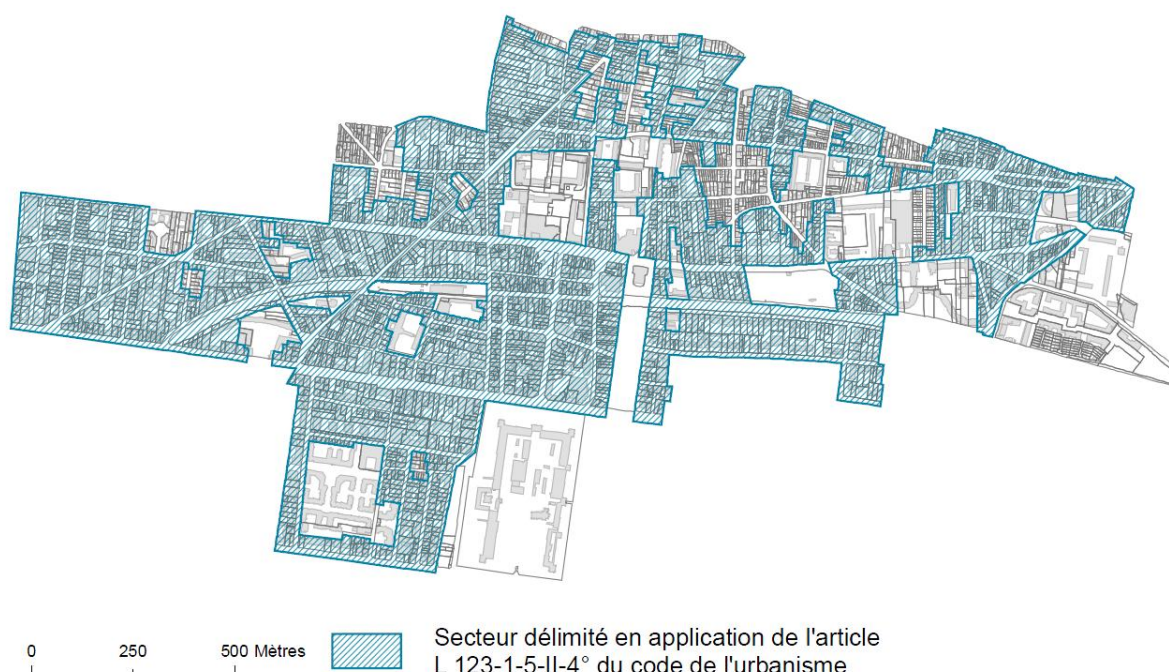 0 250 500 Mètres
Secteur délimité en application de l'article
L 123-1-5-II-4° du code de l'urbanisme